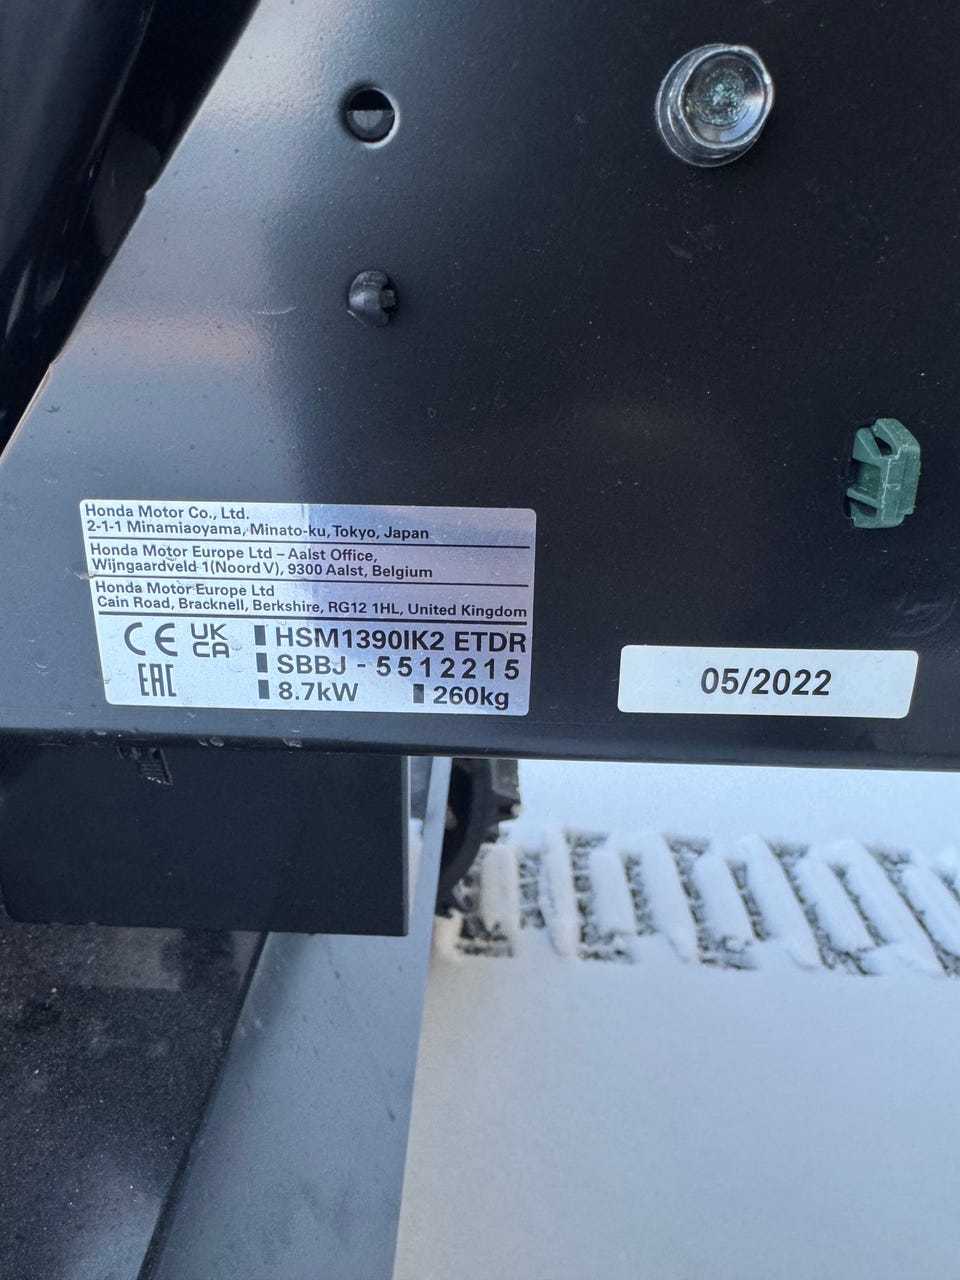 Honda Motor Co., Ltd.
2-1-1 Minamiaoyama, Minato-ku, Tokyo, Japan
Honda Motor Europe Ltd – Aalst Office,
Wijngaardveld 1(Noord V), 9300 Aalst, Belgium
Honda Motor Europe Ltd
Cain Road, Bracknell, Berkshire, RG12 1HL, United Kingdom
CE UK CA HSM1390IK2 ETDR
SBBJ - 5512215
EAC 8.7kW 260kg
05/2022